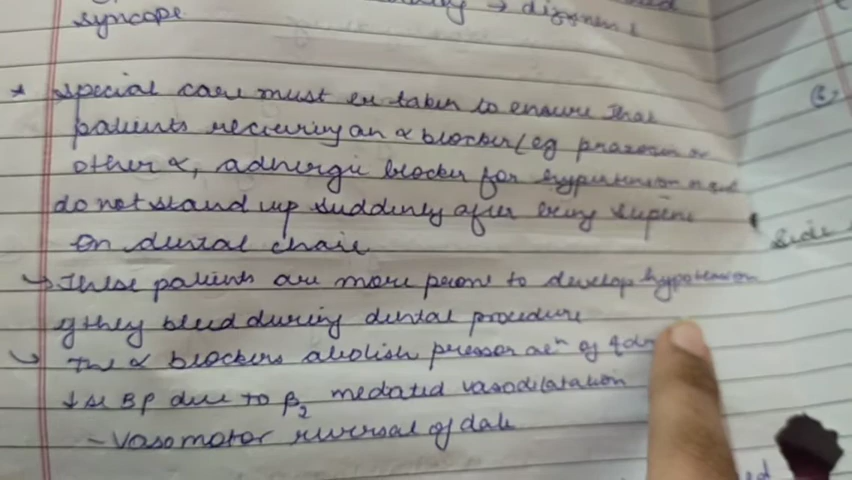 syncope
* special care must be taken to ensure that
patients recieving an α blocker (eg prazosin or
other α, adnergic blocker for hypertension
do not stand up suddenly after being supine
on dental chair
→ These patients are more prone to develop hypotension
if they bleed during dental procedure
→ The α blockers abolish pressor acⁿ of
↓ se BP due to β2 mediated vasodilatation
- Vasomotor reversal of dale
side